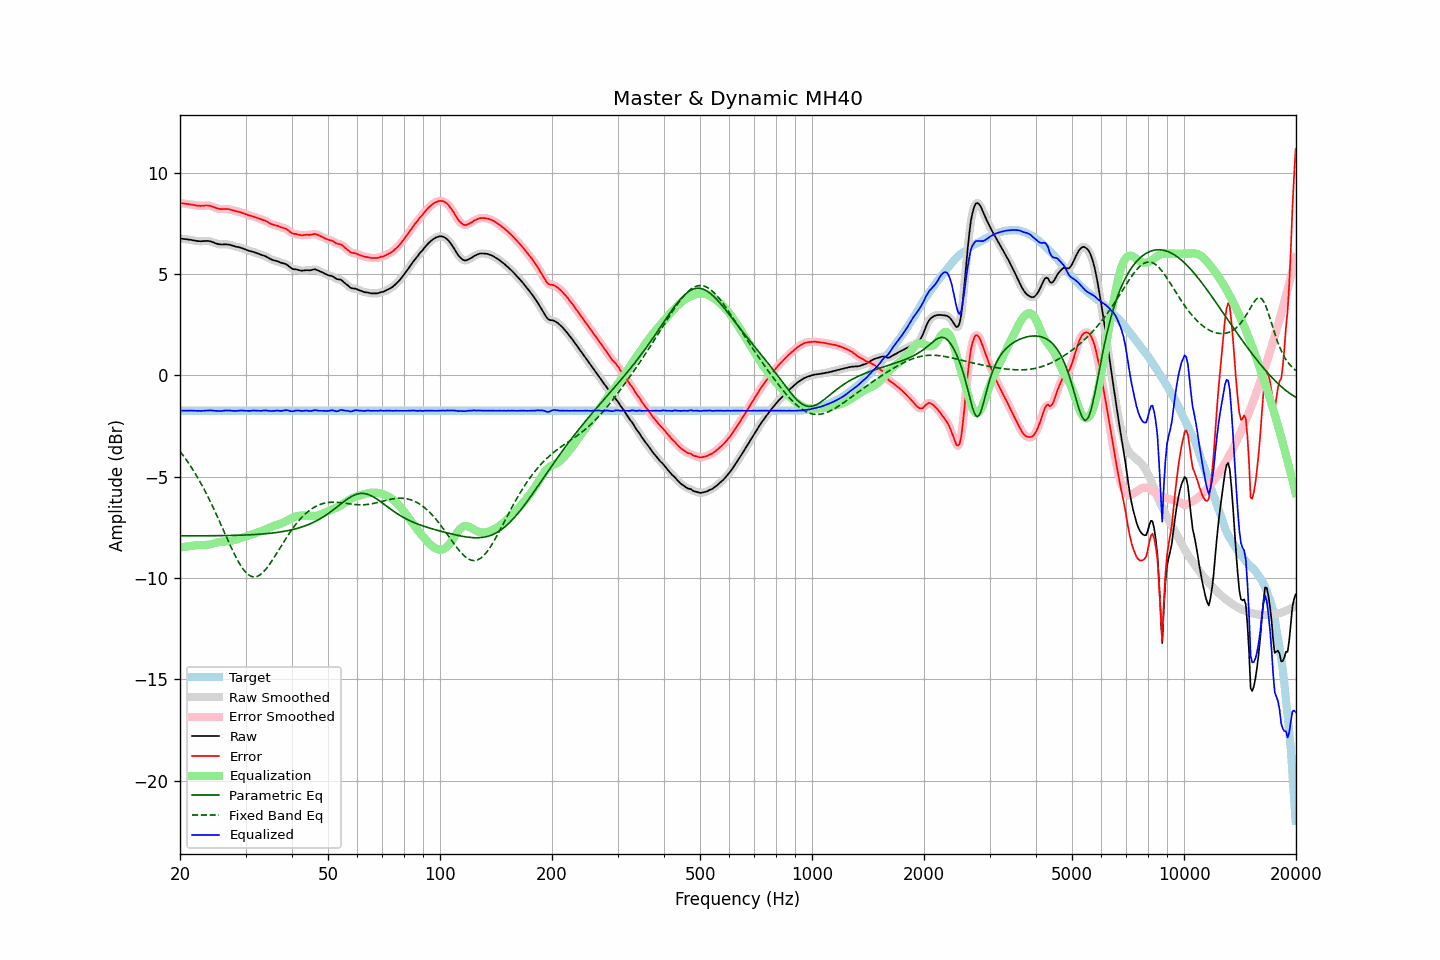 Master & Dynamic MH40
Amplitude (dBr)
10
5
0
−5
−10
−15
−20
Target
Raw Smoothed
Error Smoothed
Raw
Error
Equalization
Parametric Eq
Fixed Band Eq
Equalized
20 50 100 200 500 1000 2000 5000 10000 20000
Frequency (Hz)